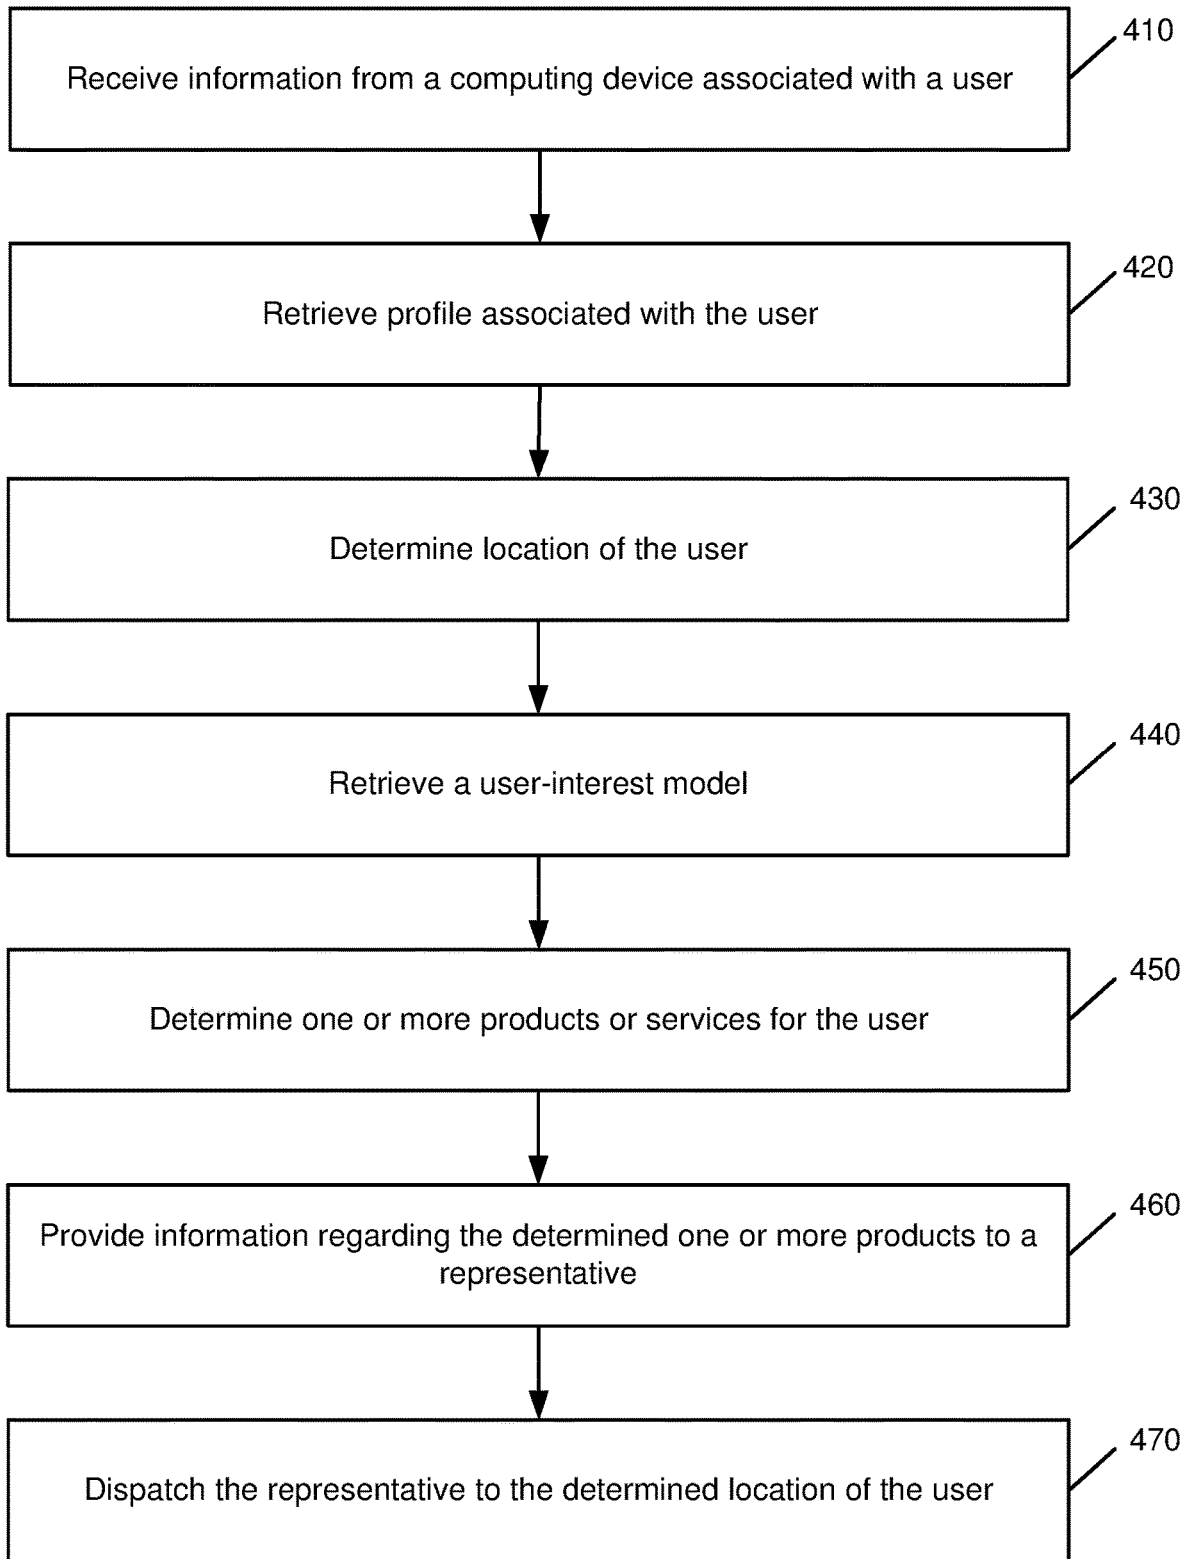 Receive information from a computing device associated with a user
410
Retrieve profile associated with the user
420
Determine location of the user
430
Retrieve a user-interest model
440
Determine one or more products or services for the user
450
Provide information regarding the determined one or more products to a
representative
460
Dispatch the representative to the determined location of the user
470